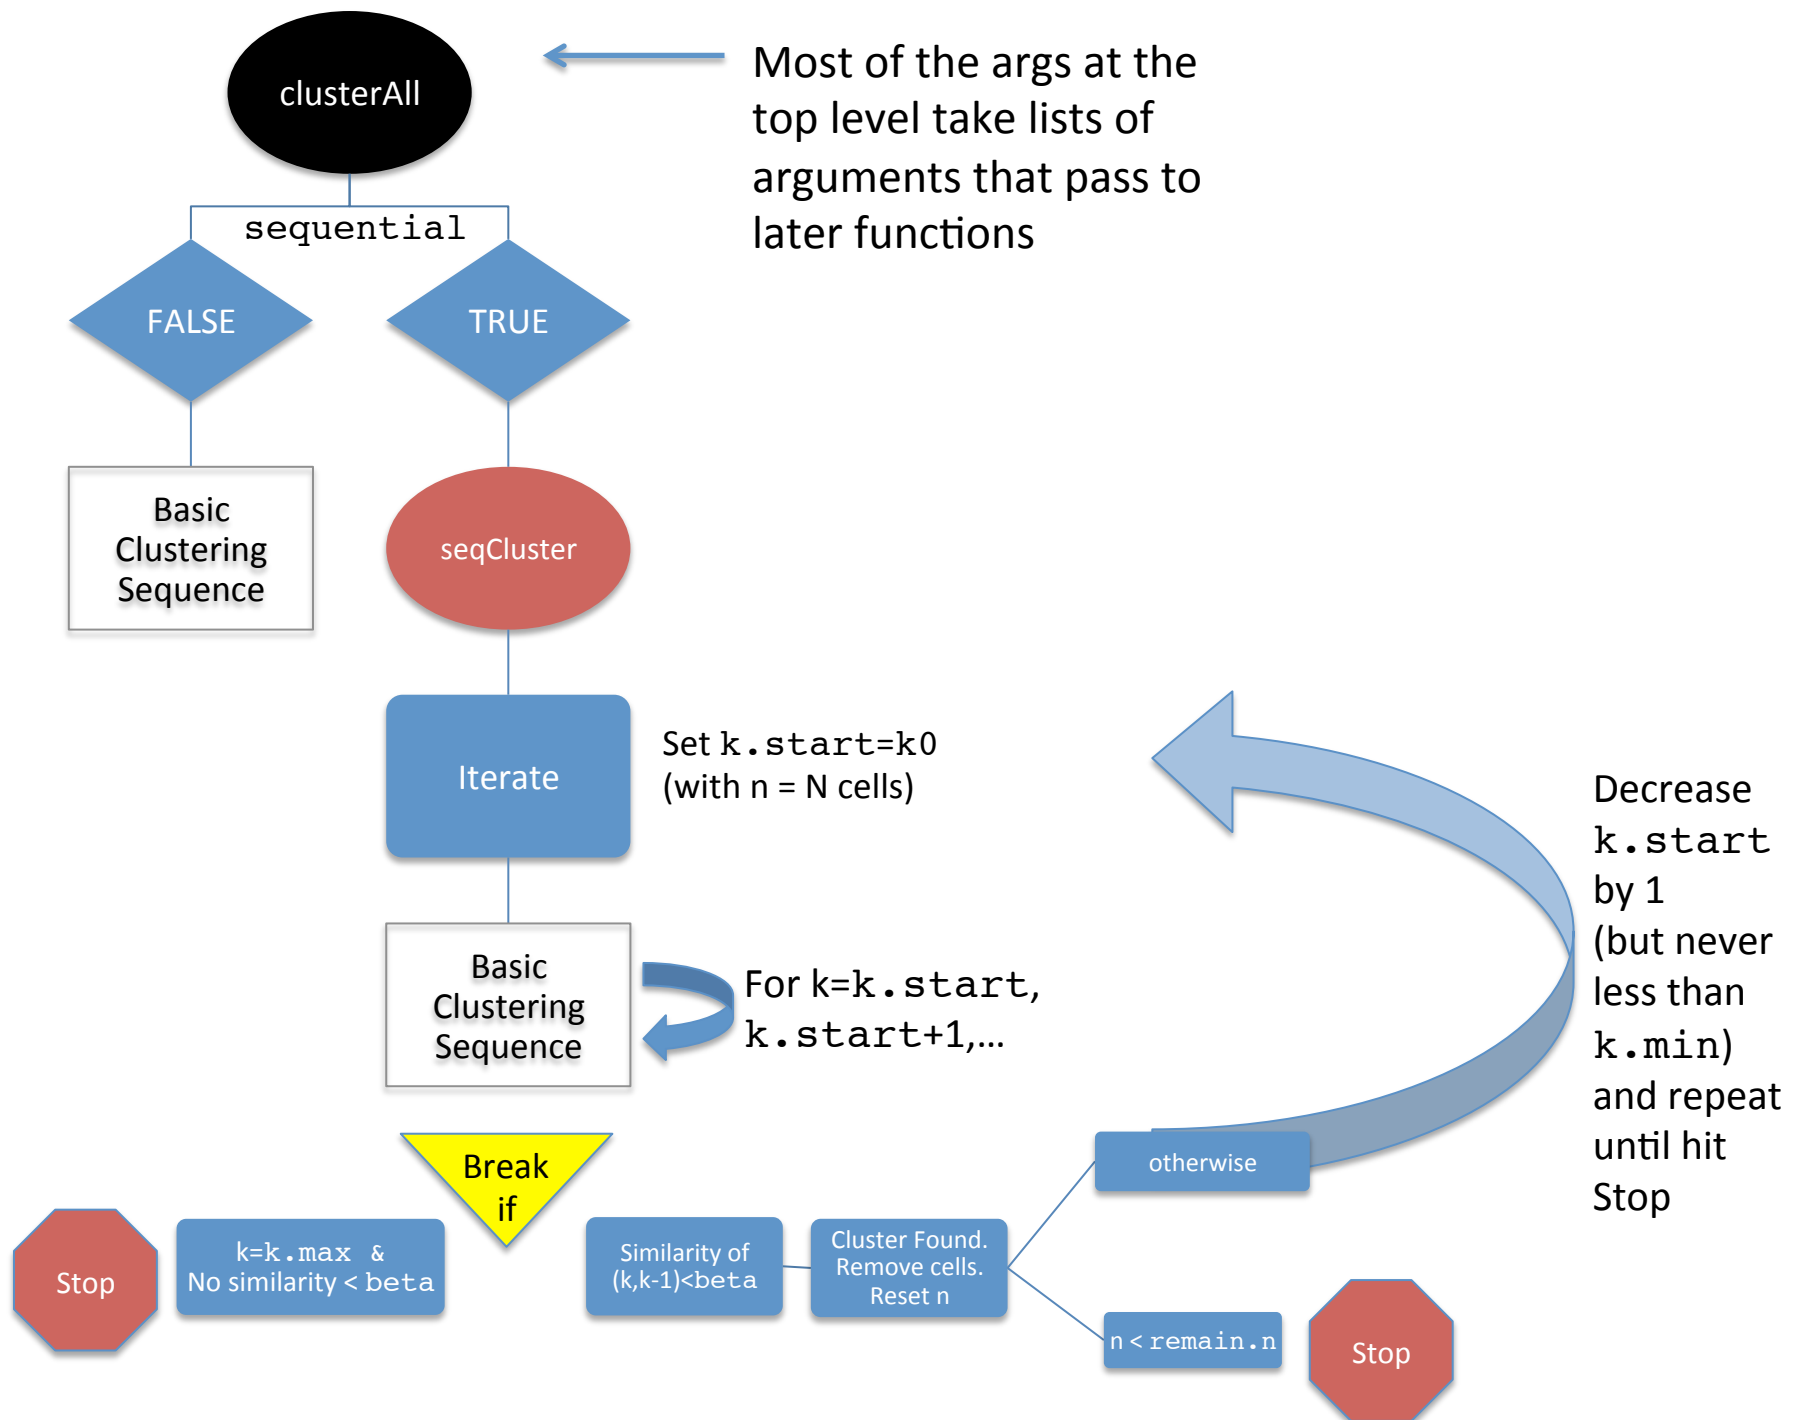 clusterAll
Most of the args at the
top level take lists of
arguments that pass to
later functions
sequential
FALSE
TRUE
Basic
Clustering
Sequence
seqCluster
Iterate
Set k.start=k0
(with n = N cells)
Decrease
k.start
by 1
(but never
less than
k.min)
and repeat
until hit
Stop
Basic
Clustering
Sequence
For k=k.start,
k.start+1,…
Break
if
Stop
k=k.max &
No similarity < beta
Similarity of
(k,k-1)<beta
Cluster Found.
Remove cells.
Reset n
otherwise
n < remain.n
Stop